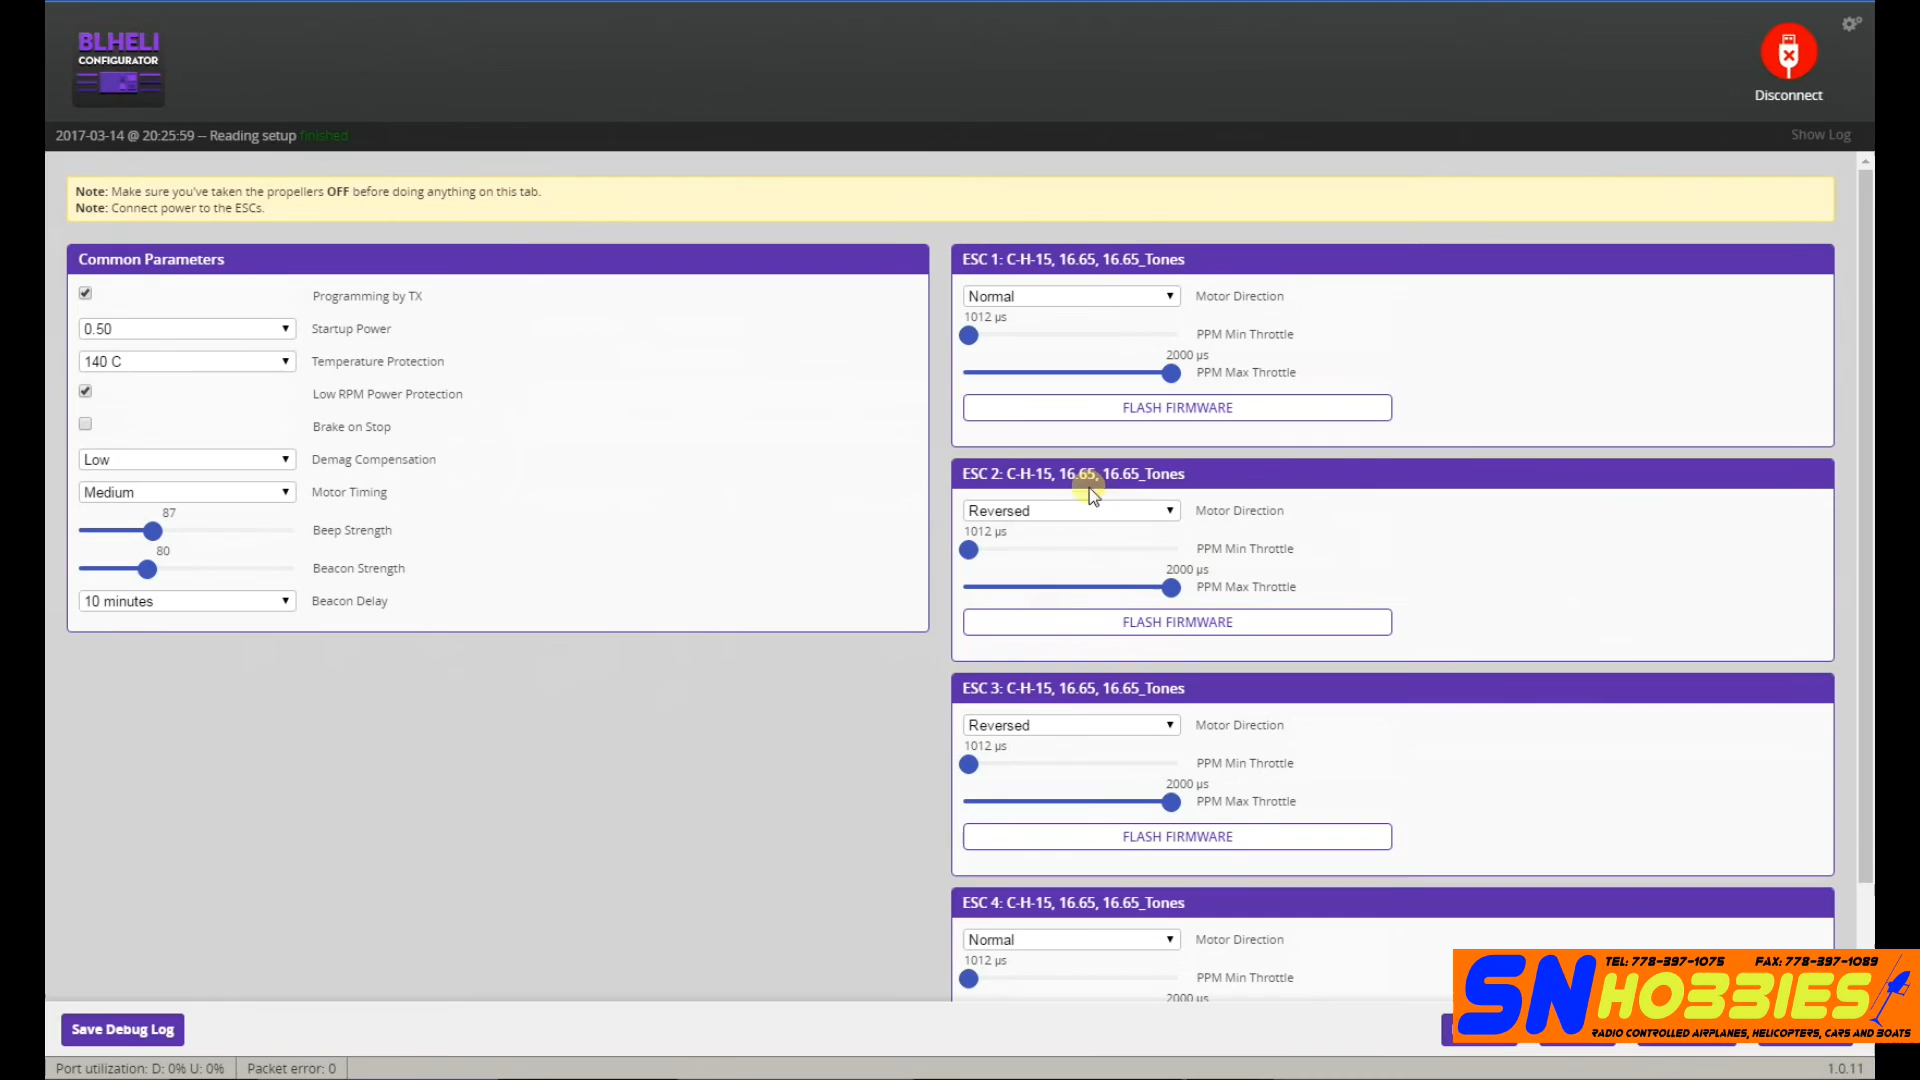 BLHELI
CONFIGURATOR
Disconnect
2017-03-14 @ 20:25:59 -- Reading setup finished
Show Log
Note: Make sure you've taken the propellers OFF before doing anything on this tab.
Note: Connect power to the ESCs.
Common Parameters
Programming by TX
0.50 Startup Power
140 C Temperature Protection
Low RPM Power Protection
Brake on Stop
Low Demag Compensation
Medium Motor Timing
87
Beep Strength
80
Beacon Strength
10 minutes Beacon Delay
ESC 1: C-H-15, 16.65, 16.65_Tones
Normal Motor Direction
1012 µs
PPM Min Throttle
2000 µs
PPM Max Throttle
FLASH FIRMWARE
ESC 2: C-H-15, 16.65, 16.65_Tones
Reversed Motor Direction
1012 µs
PPM Min Throttle
2000 µs
PPM Max Throttle
FLASH FIRMWARE
ESC 3: C-H-15, 16.65, 16.65_Tones
Reversed Motor Direction
1012 µs
PPM Min Throttle
2000 µs
PPM Max Throttle
FLASH FIRMWARE
ESC 4: C-H-15, 16.65, 16.65_Tones
Normal Motor Direction
1012 µs
PPM Min Throttle
2000 µs
Save Debug Log
TEL: 778-397-1075 FAX: 778-397-1089
SN HOBBIES
RADIO CONTROLLED AIRPLANES, HELICOPTERS, CARS AND BOATS
Port utilization: D: 0% U: 0% Packet error: 0
1.0.11